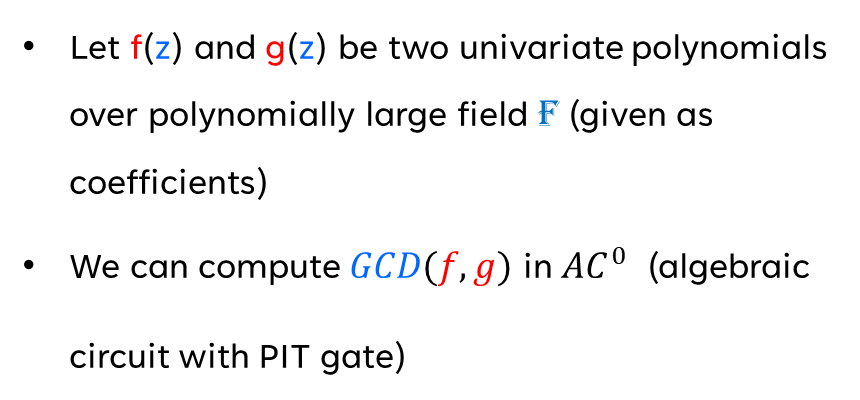 • Let f(z) and g(z) be two univariate polynomials
over polynomially large field 𝔽 (given as
coefficients)
• We can compute GCD(f, g) in AC⁰ (algebraic
circuit with PIT gate)